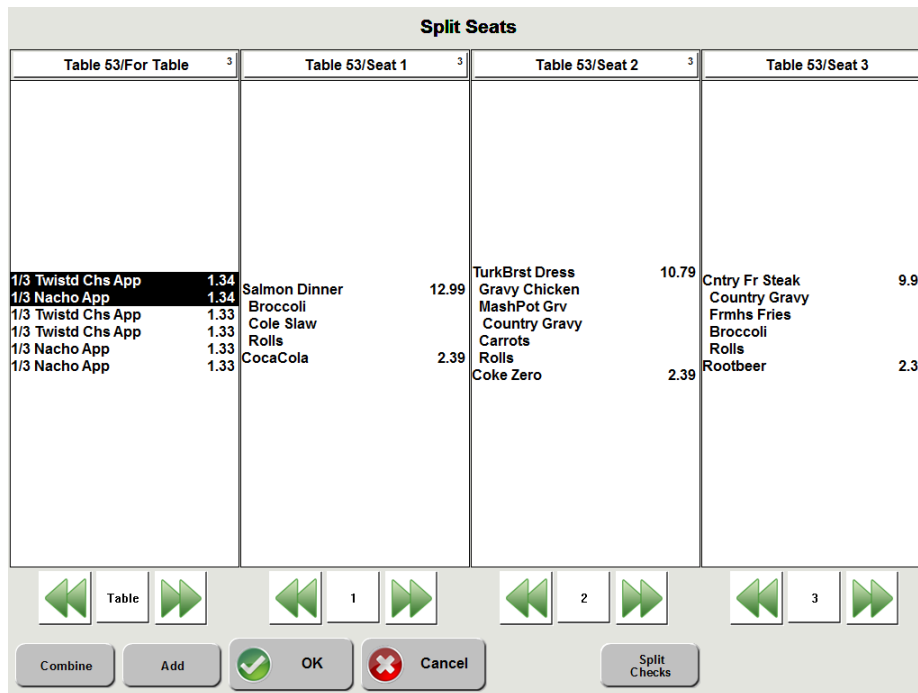 Split Seats
Table 53/For Table 3
Table 53/Seat 1 3
Table 53/Seat 2 3
Table 53/Seat 3
1/3 Twistd Chs App 1.34
1/3 Nacho App 1.34
1/3 Twistd Chs App 1.33
1/3 Twistd Chs App 1.33
1/3 Nacho App 1.33
1/3 Nacho App 1.33
Salmon Dinner 12.99
Broccoli
Cole Slaw
Rolls
CocaCola 2.39
TurkBrst Dress 10.79
Gravy Chicken
MashPot Grv
Country Gravy
Carrots
Rolls
Coke Zero 2.39
Cntry Fr Steak 9.9
Country Gravy
Frmhs Fries
Broccoli
Rolls
Rootbeer 2.3
Table
1
2
3
Combine
Add
OK
Cancel
Split
Checks